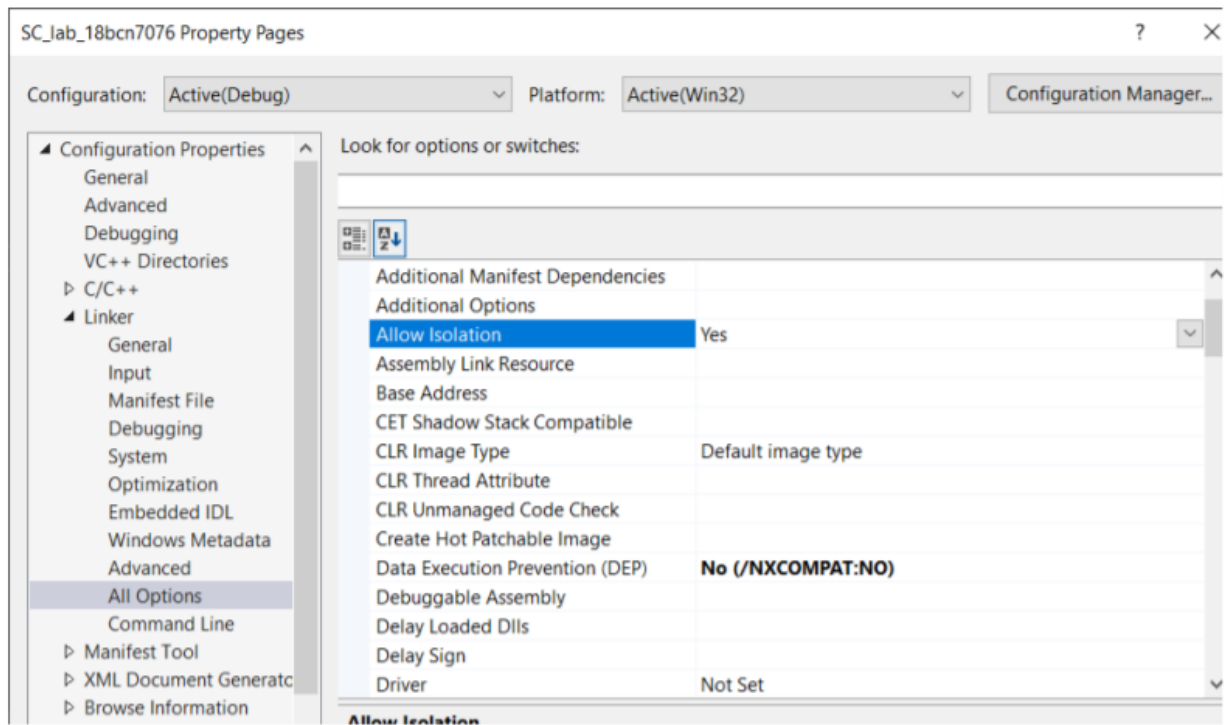 SC_lab_18bcn7076 Property Pages
Configuration: Active(Debug) Platform: Active(Win32) Configuration Manager...
Configuration Properties
General
Advanced
Debugging
VC++ Directories
C/C++
Linker
General
Input
Manifest File
Debugging
System
Optimization
Embedded IDL
Windows Metadata
Advanced
All Options
Command Line
Manifest Tool
XML Document Generato
Browse Information
Look for options or switches:
Additional Manifest Dependencies
Additional Options
Allow Isolation Yes
Assembly Link Resource
Base Address
CET Shadow Stack Compatible
CLR Image Type Default image type
CLR Thread Attribute
CLR Unmanaged Code Check
Create Hot Patchable Image
Data Execution Prevention (DEP) No (/NXCOMPAT:NO)
Debuggable Assembly
Delay Loaded Dlls
Delay Sign
Driver Not Set
Allow Isolation